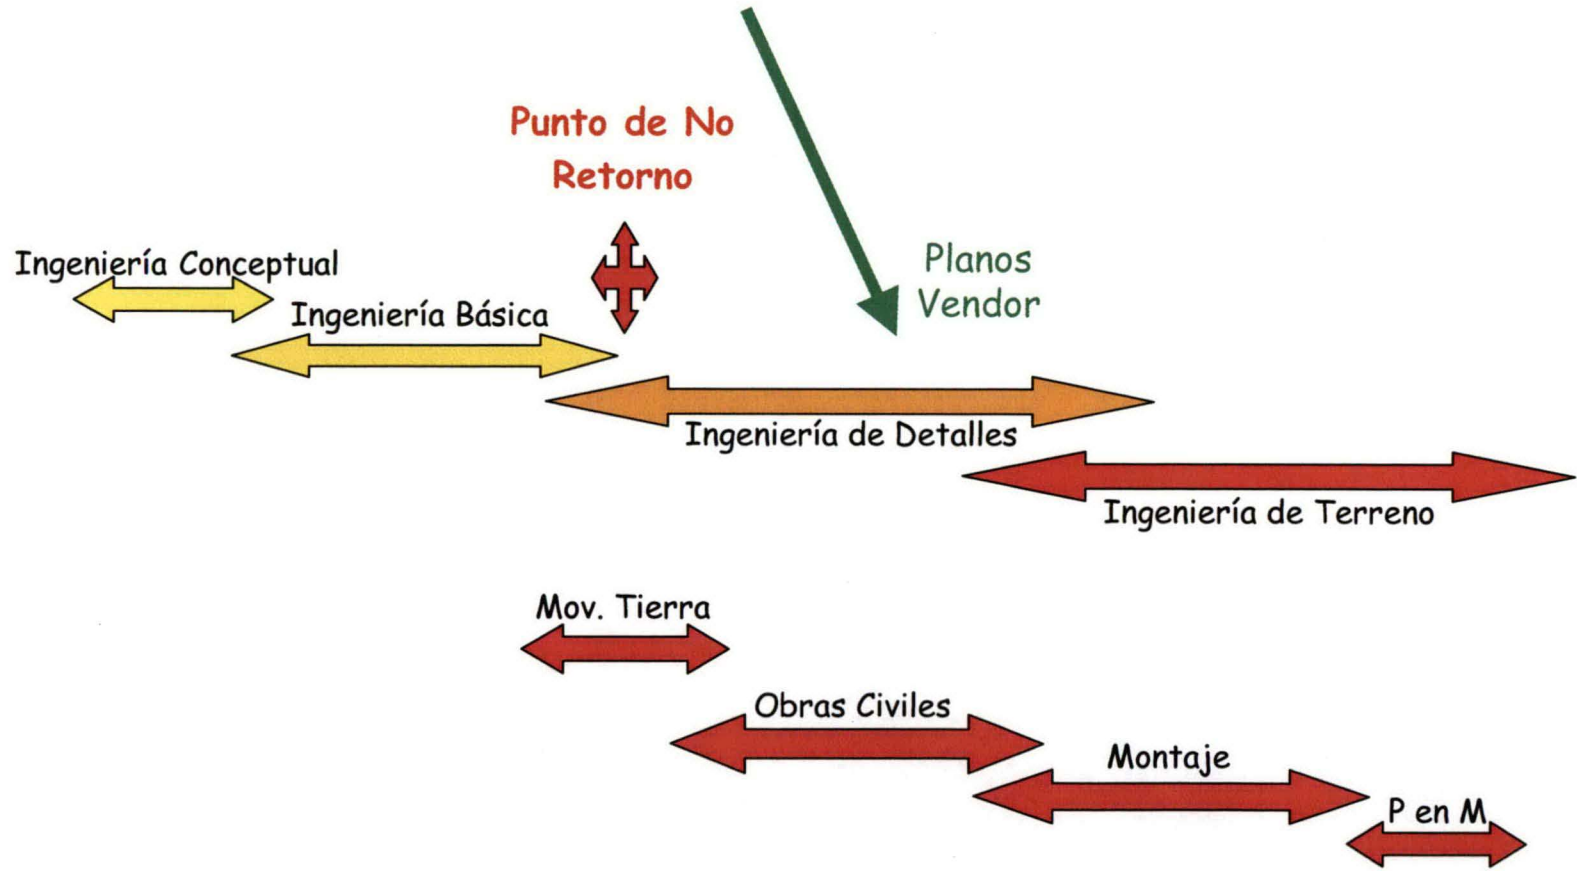 Punto de No
Retorno
Ingeniería Conceptual
Planos
Vendor
Ingeniería Básica
Ingeniería de Detalles
Ingeniería de Terreno
Mov. Tierra
Obras Civiles
Montaje
P en M